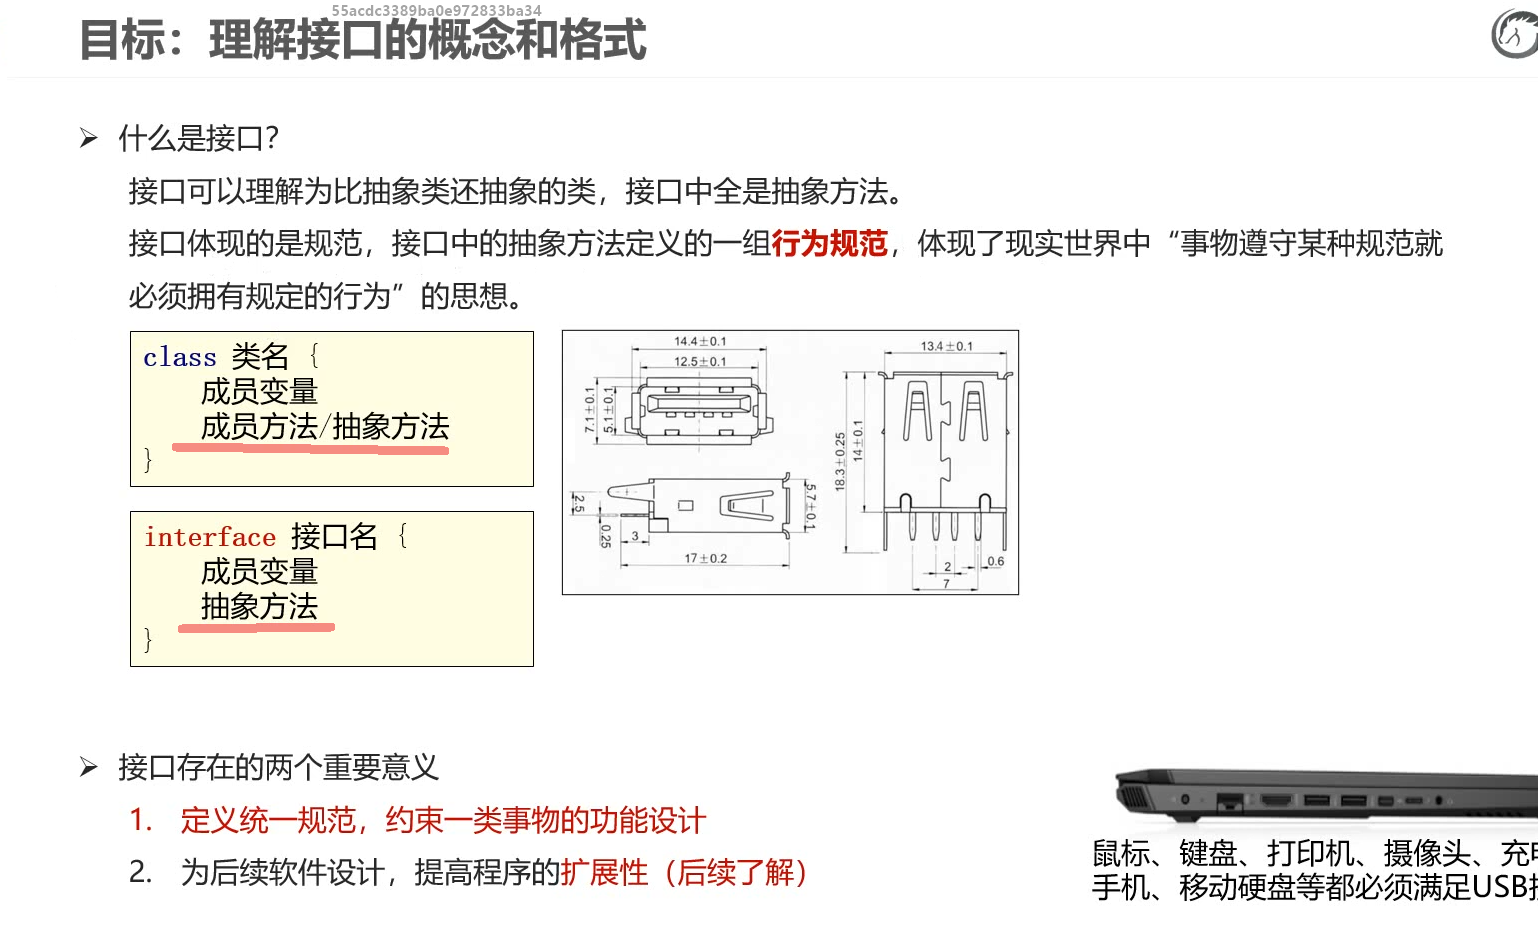 55acdc3389ba0e972833ba34
目标：理解接口的概念和格式
什么是接口?
接口可以理解为比抽象类还抽象的类，接口中全是抽象方法。
接口体现的是规范，接口中的抽象方法定义的一组行为规范，体现了现实世界中“事物遵守某种规范就
必须拥有规定的行为”的思想。
class 类名 {
成员变量
成员方法/抽象方法
}
interface 接口名 {
成员变量
抽象方法
}
14.4±0.1
12.5±0.1
7.1±0.1
5.1±0.1
2.5
0.25
3
17±0.2
5.7±0.1
13.4±0.1
18.3±0.25
14±0.1
2
0.6
7
接口存在的两个重要意义
1. 定义统一规范，约束一类事物的功能设计
2. 为后续软件设计，提高程序的扩展性（后续了解）
鼠标、键盘、打印机、摄像头、充
手机、移动硬盘等都必须满足USB